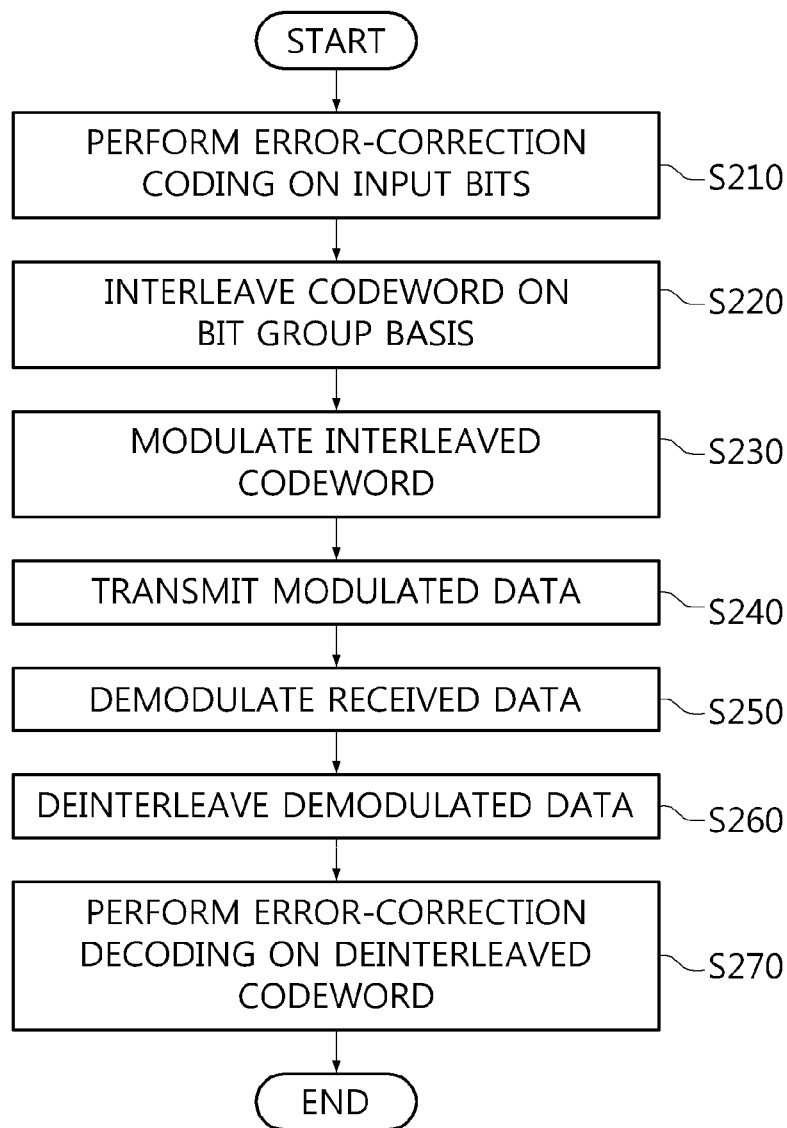 START
PERFORM ERROR-CORRECTION
CODING ON INPUT BITS
S210
INTERLEAVE CODEWORD ON
BIT GROUP BASIS
S220
MODULATE INTERLEAVED
CODEWORD
S230
TRANSMIT MODULATED DATA
S240
DEMODULATE RECEIVED DATA
S250
DEINTERLEAVE DEMODULATED DATA
S260
PERFORM ERROR-CORRECTION
DECODING ON DEINTERLEAVED
CODEWORD
S270
END